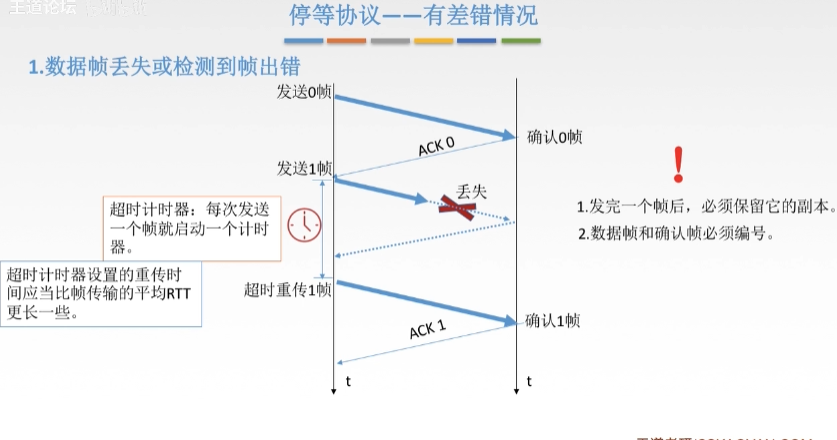 王道论坛
停等协议——有差错情况
1.数据帧丢失或检测到帧出错
发送0帧
ACK 0
确认0帧
发送1帧
丢失
超时计时器：每次发送
一个帧就启动一个计时
器。
1.发完一个帧后，必须保留它的副本。
2.数据帧和确认帧必须编号。
超时计时器设置的重传时
间应当比帧传输的平均RTT
更长一些。
超时重传1帧
ACK 1
确认1帧
t
t